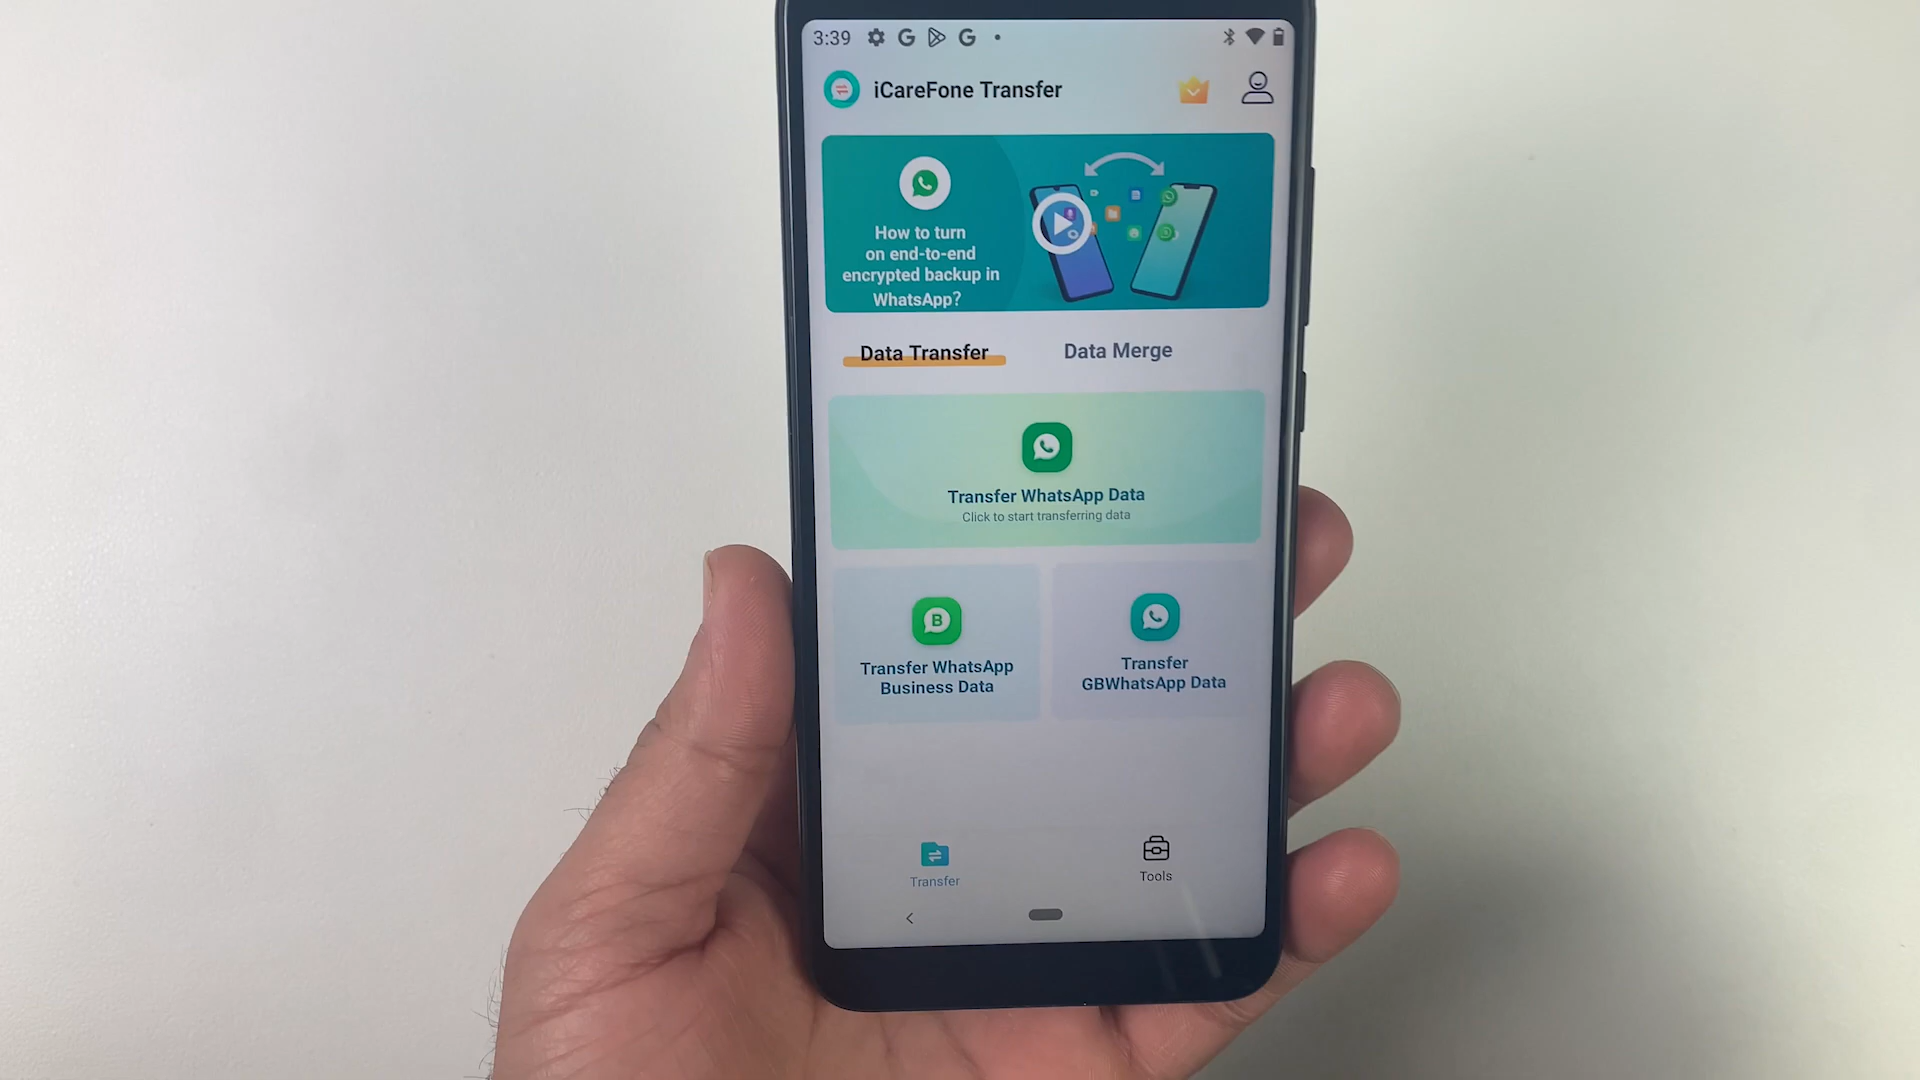 3:39
iCareFone Transfer
How to turn
on end-to-end
encrypted backup in
WhatsApp?
Data Transfer
Data Merge
Transfer WhatsApp Data
Click to start transferring data
B
Transfer WhatsApp
Business Data
Transfer
GBWhatsApp Data
Transfer
Tools